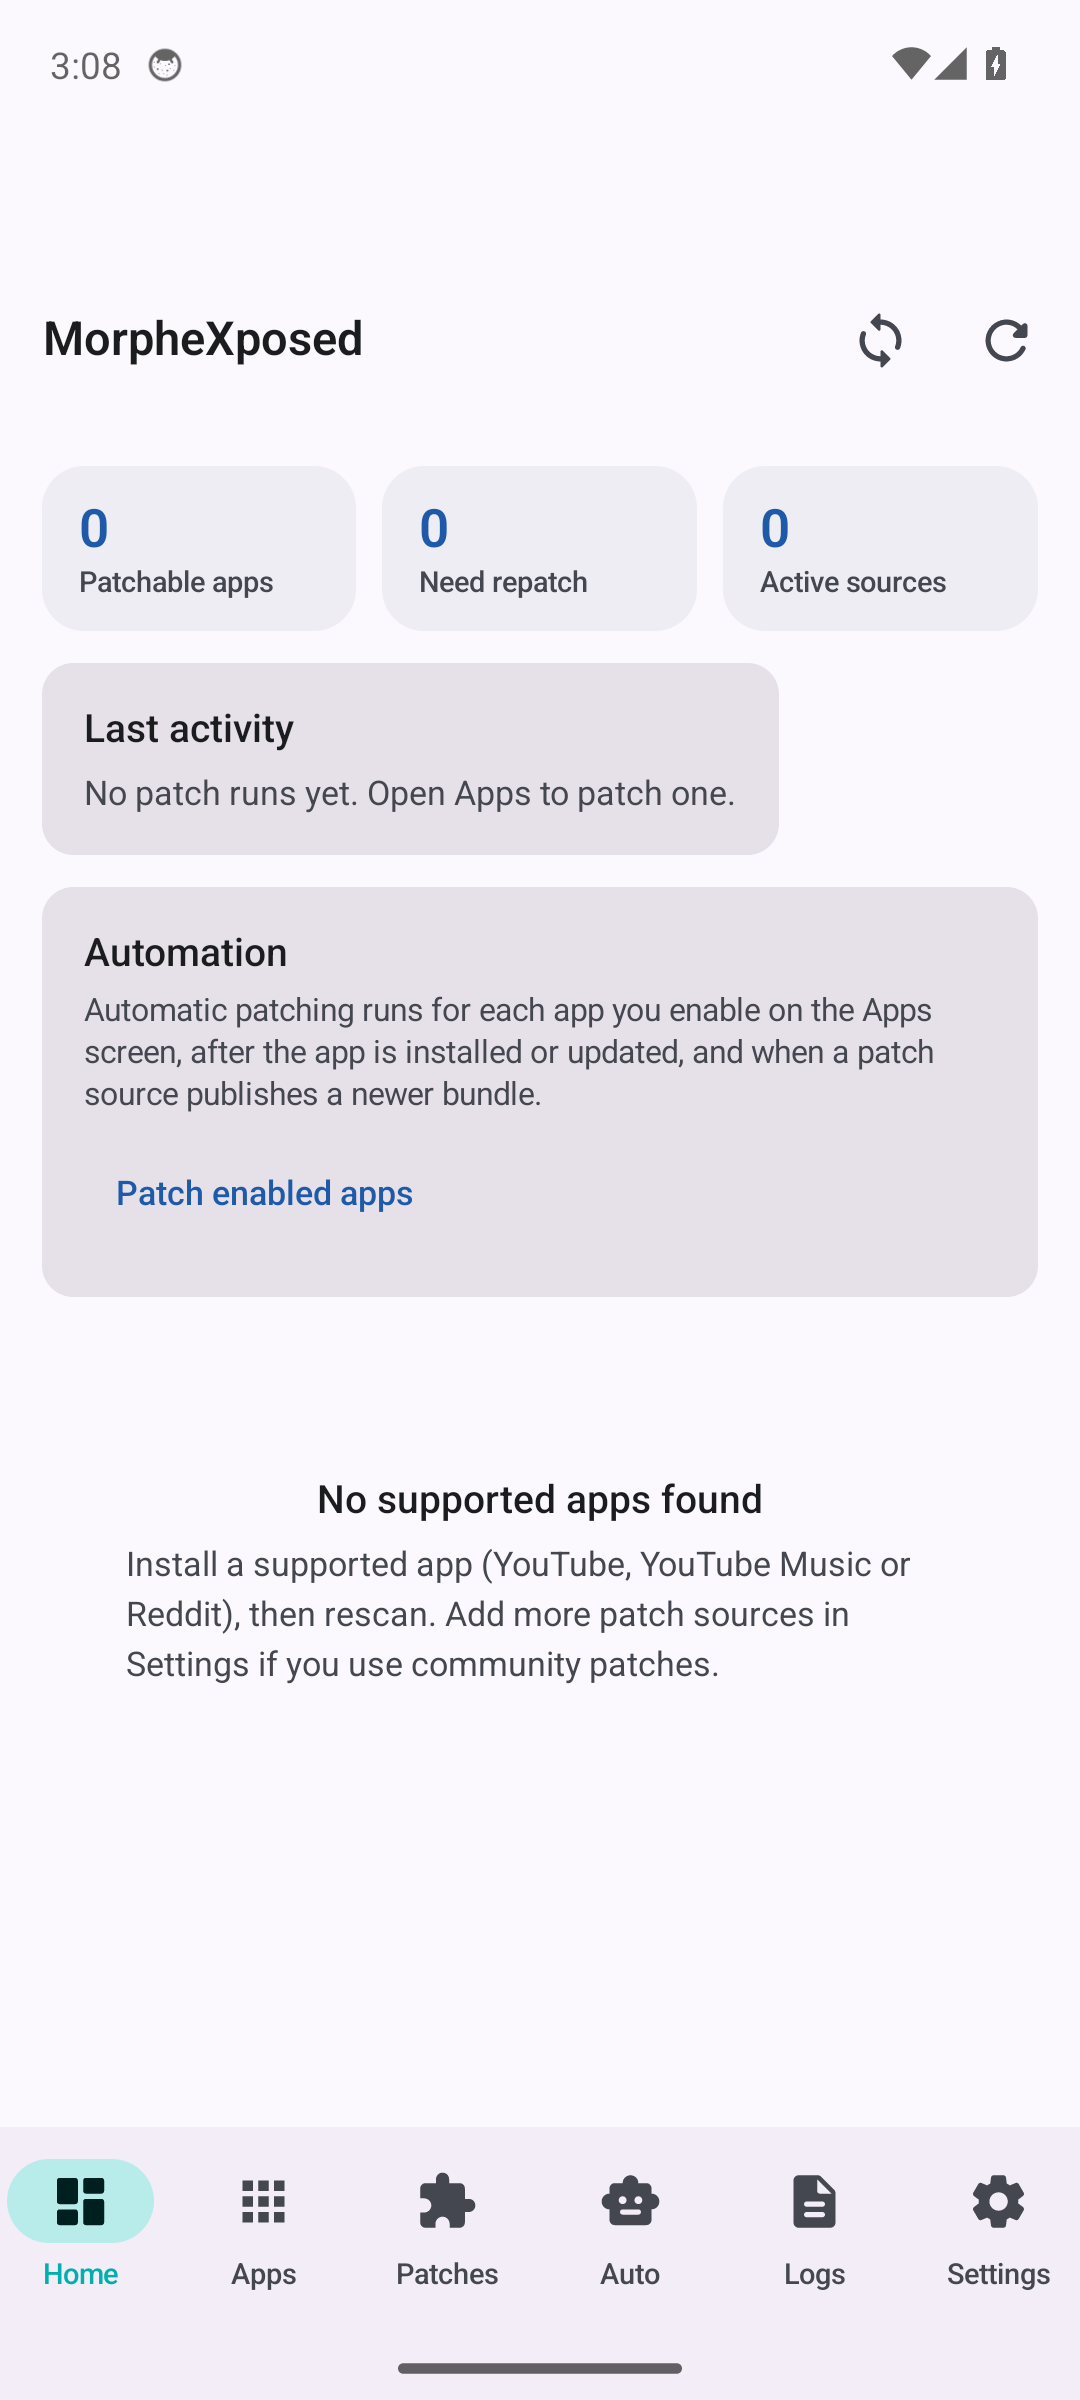 3:08
MorpheXposed
0
Patchable apps
0
Need repatch
0
Active sources
Last activity
No patch runs yet. Open Apps to patch one.
Automation
Automatic patching runs for each app you enable on the Apps
screen, after the app is installed or updated, and when a patch
source publishes a newer bundle.
Patch enabled apps
No supported apps found
Install a supported app (YouTube, YouTube Music or
Reddit), then rescan. Add more patch sources in
Settings if you use community patches.
Home
Apps
Patches
Auto
Logs
Settings